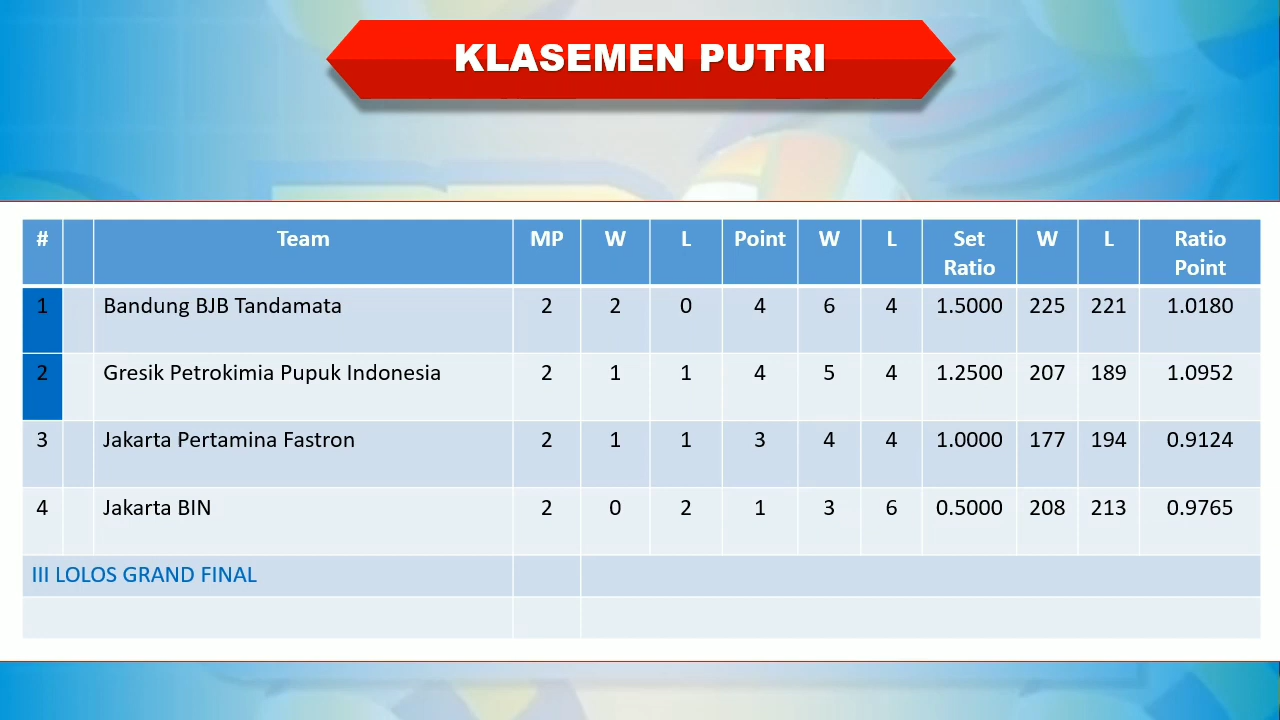 KLASEMEN PUTRI
# Team MP W L Point W L Set Ratio W L Ratio Point
1 Bandung BJB Tandamata 2 2 0 4 6 4 1.5000 225 221 1.0180
2 Gresik Petrokimia Pupuk Indonesia 2 1 1 4 5 4 1.2500 207 189 1.0952
3 Jakarta Pertamina Fastron 2 1 1 3 4 4 1.0000 177 194 0.9124
4 Jakarta BIN 2 0 2 1 3 6 0.5000 208 213 0.9765
III LOLOS GRAND FINAL